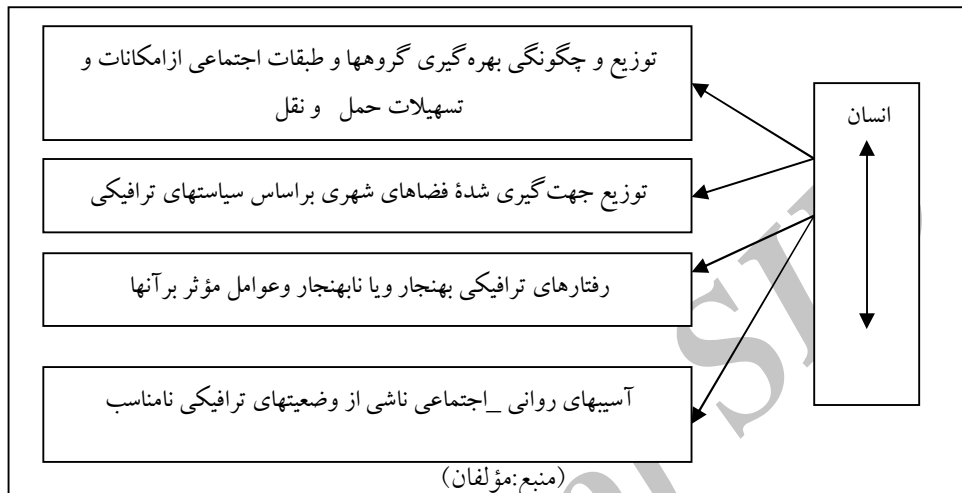 توزیع و چگونگی بهره‌گیری گروهها و طبقات اجتماعی ازامکانات و
تسهیلات حمل و نقل
انسان
توزیع جهت‌گیری شدهٔ فضاهای شهری براساس سیاستهای ترافیکی
رفتارهای ترافیکی بهنجار ویا نابهنجار وعوامل مؤثر برآنها
آسیبهای روانی _اجتماعی ناشی از وضعیتهای ترافیکی نامناسب
(منبع:مؤلفان)